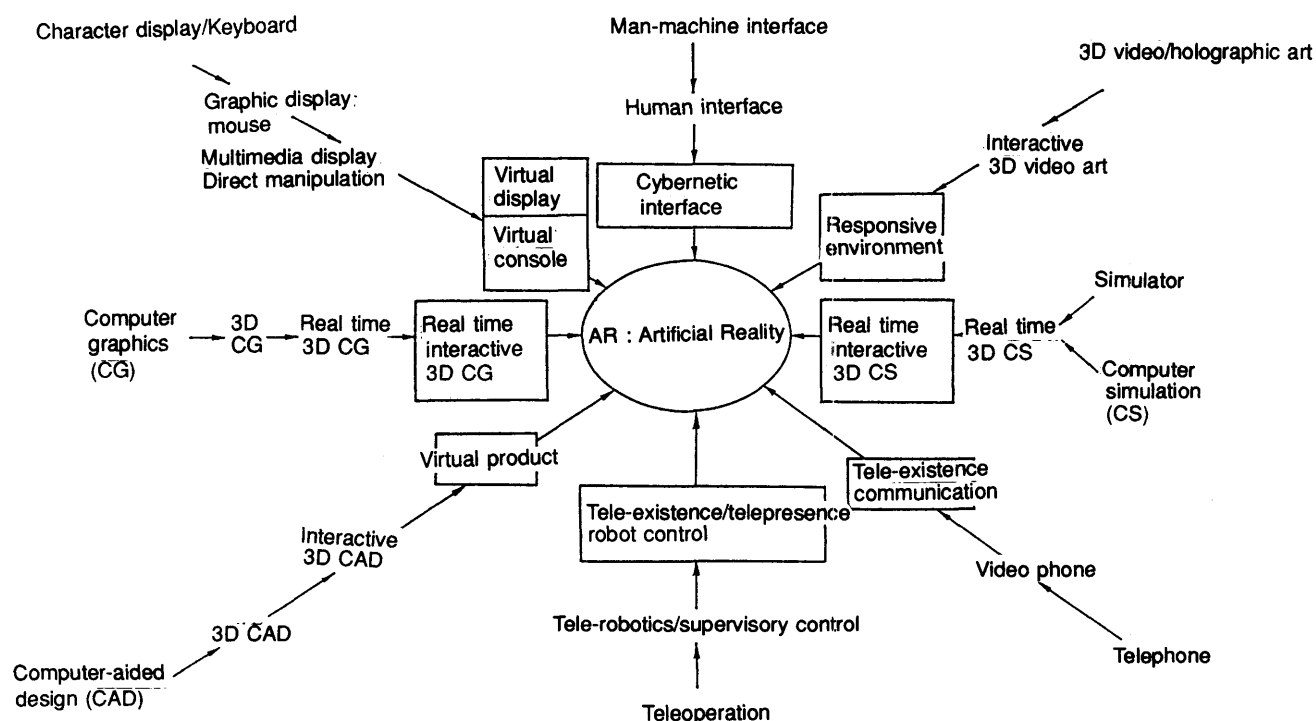 Character display/Keyboard
Man-machine interface
3D video/holographic art
Graphic display:
mouse
Human interface
Interactive
3D video art
Multimedia display
Direct manipulation
Virtual
display
Cybernetic
interface
Responsive
environment
Virtual
console
Simulator
Computer
graphics
(CG)
3D
CG
Real time
3D CG
Real time
interactive
3D CG
AR : Artificial Reality
Real time
interactive
3D CS
Real time
3D CS
Computer
simulation
(CS)
Virtual product
Tele-existence
communication
Tele-existence/telepresence
robot control
Interactive
3D CAD
Video phone
3D CAD
Tele-robotics/supervisory control
Telephone
Computer-aided
design (CAD)
Teleoperation